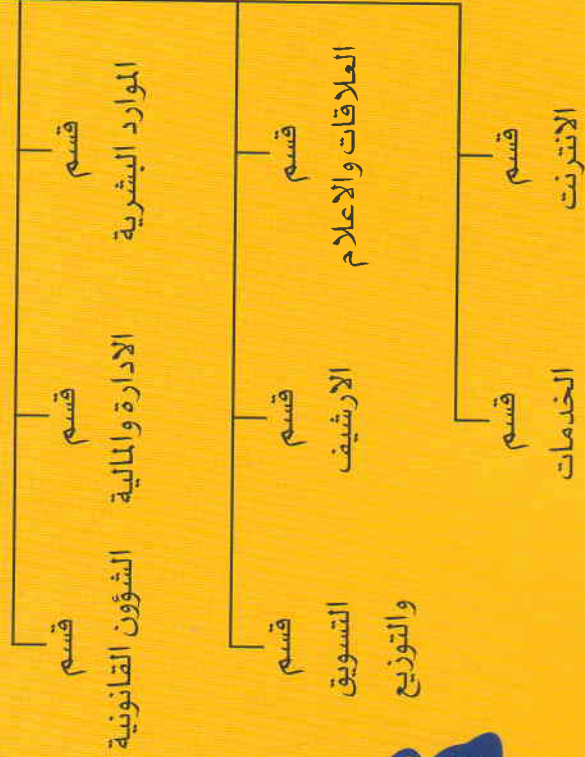 قسم
الموارد البشرية
قسم
الادارة والمالية
قسم
الشؤون القانونية
قسم
العلاقات والاعلام
قسم
الارشيف
قسم
التسويق
والتوزيع
قسم
الانترنت
قسم
الخدمات